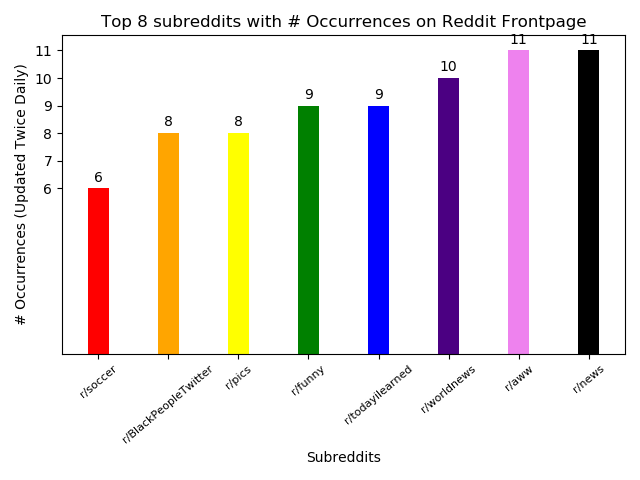 Top 8 subreddits with # Occurrences on Reddit Frontpage
# Occurrences (Updated Twice Daily)
11
10
9
8
7
6
6
8
8
9
9
10
11
11
r/soccer
r/BlackPeopleTwitter
r/pics
r/funny
r/todayilearned
r/worldnews
r/aww
r/news
Subreddits